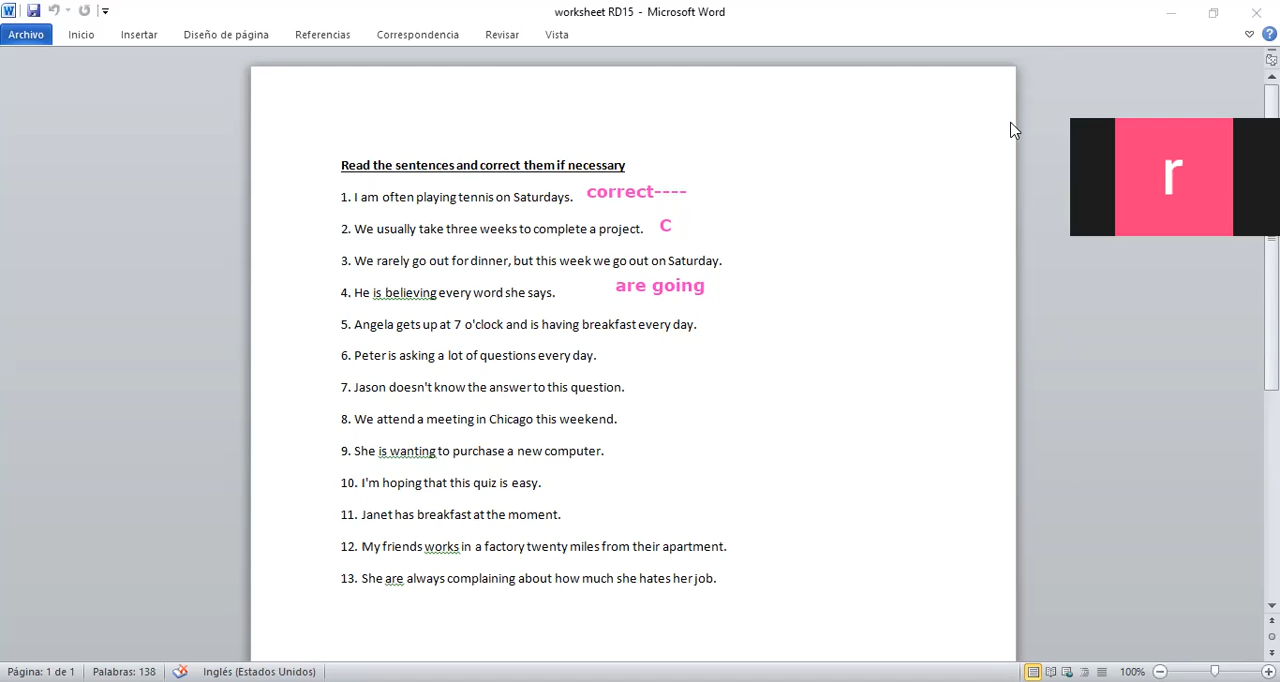 worksheet RD15 - Microsoft Word
Archivo Inicio Insertar Diseño de página Referencias Correspondencia Revisar Vista
Read the sentences and correct them if necessary
1. I am often playing tennis on Saturdays. correct----
2. We usually take three weeks to complete a project. C
3. We rarely go out for dinner, but this week we go out on Saturday.
are going
4. He is believing every word she says.
5. Angela gets up at 7 o'clock and is having breakfast every day.
6. Peter is asking a lot of questions every day.
7. Jason doesn't know the answer to this question.
8. We attend a meeting in Chicago this weekend.
9. She is wanting to purchase a new computer.
10. I'm hoping that this quiz is easy.
11. Janet has breakfast at the moment.
12. My friends works in a factory twenty miles from their apartment.
13. She are always complaining about how much she hates her job.
r
Página: 1 de 1 Palabras: 138 Inglés (Estados Unidos) 100%